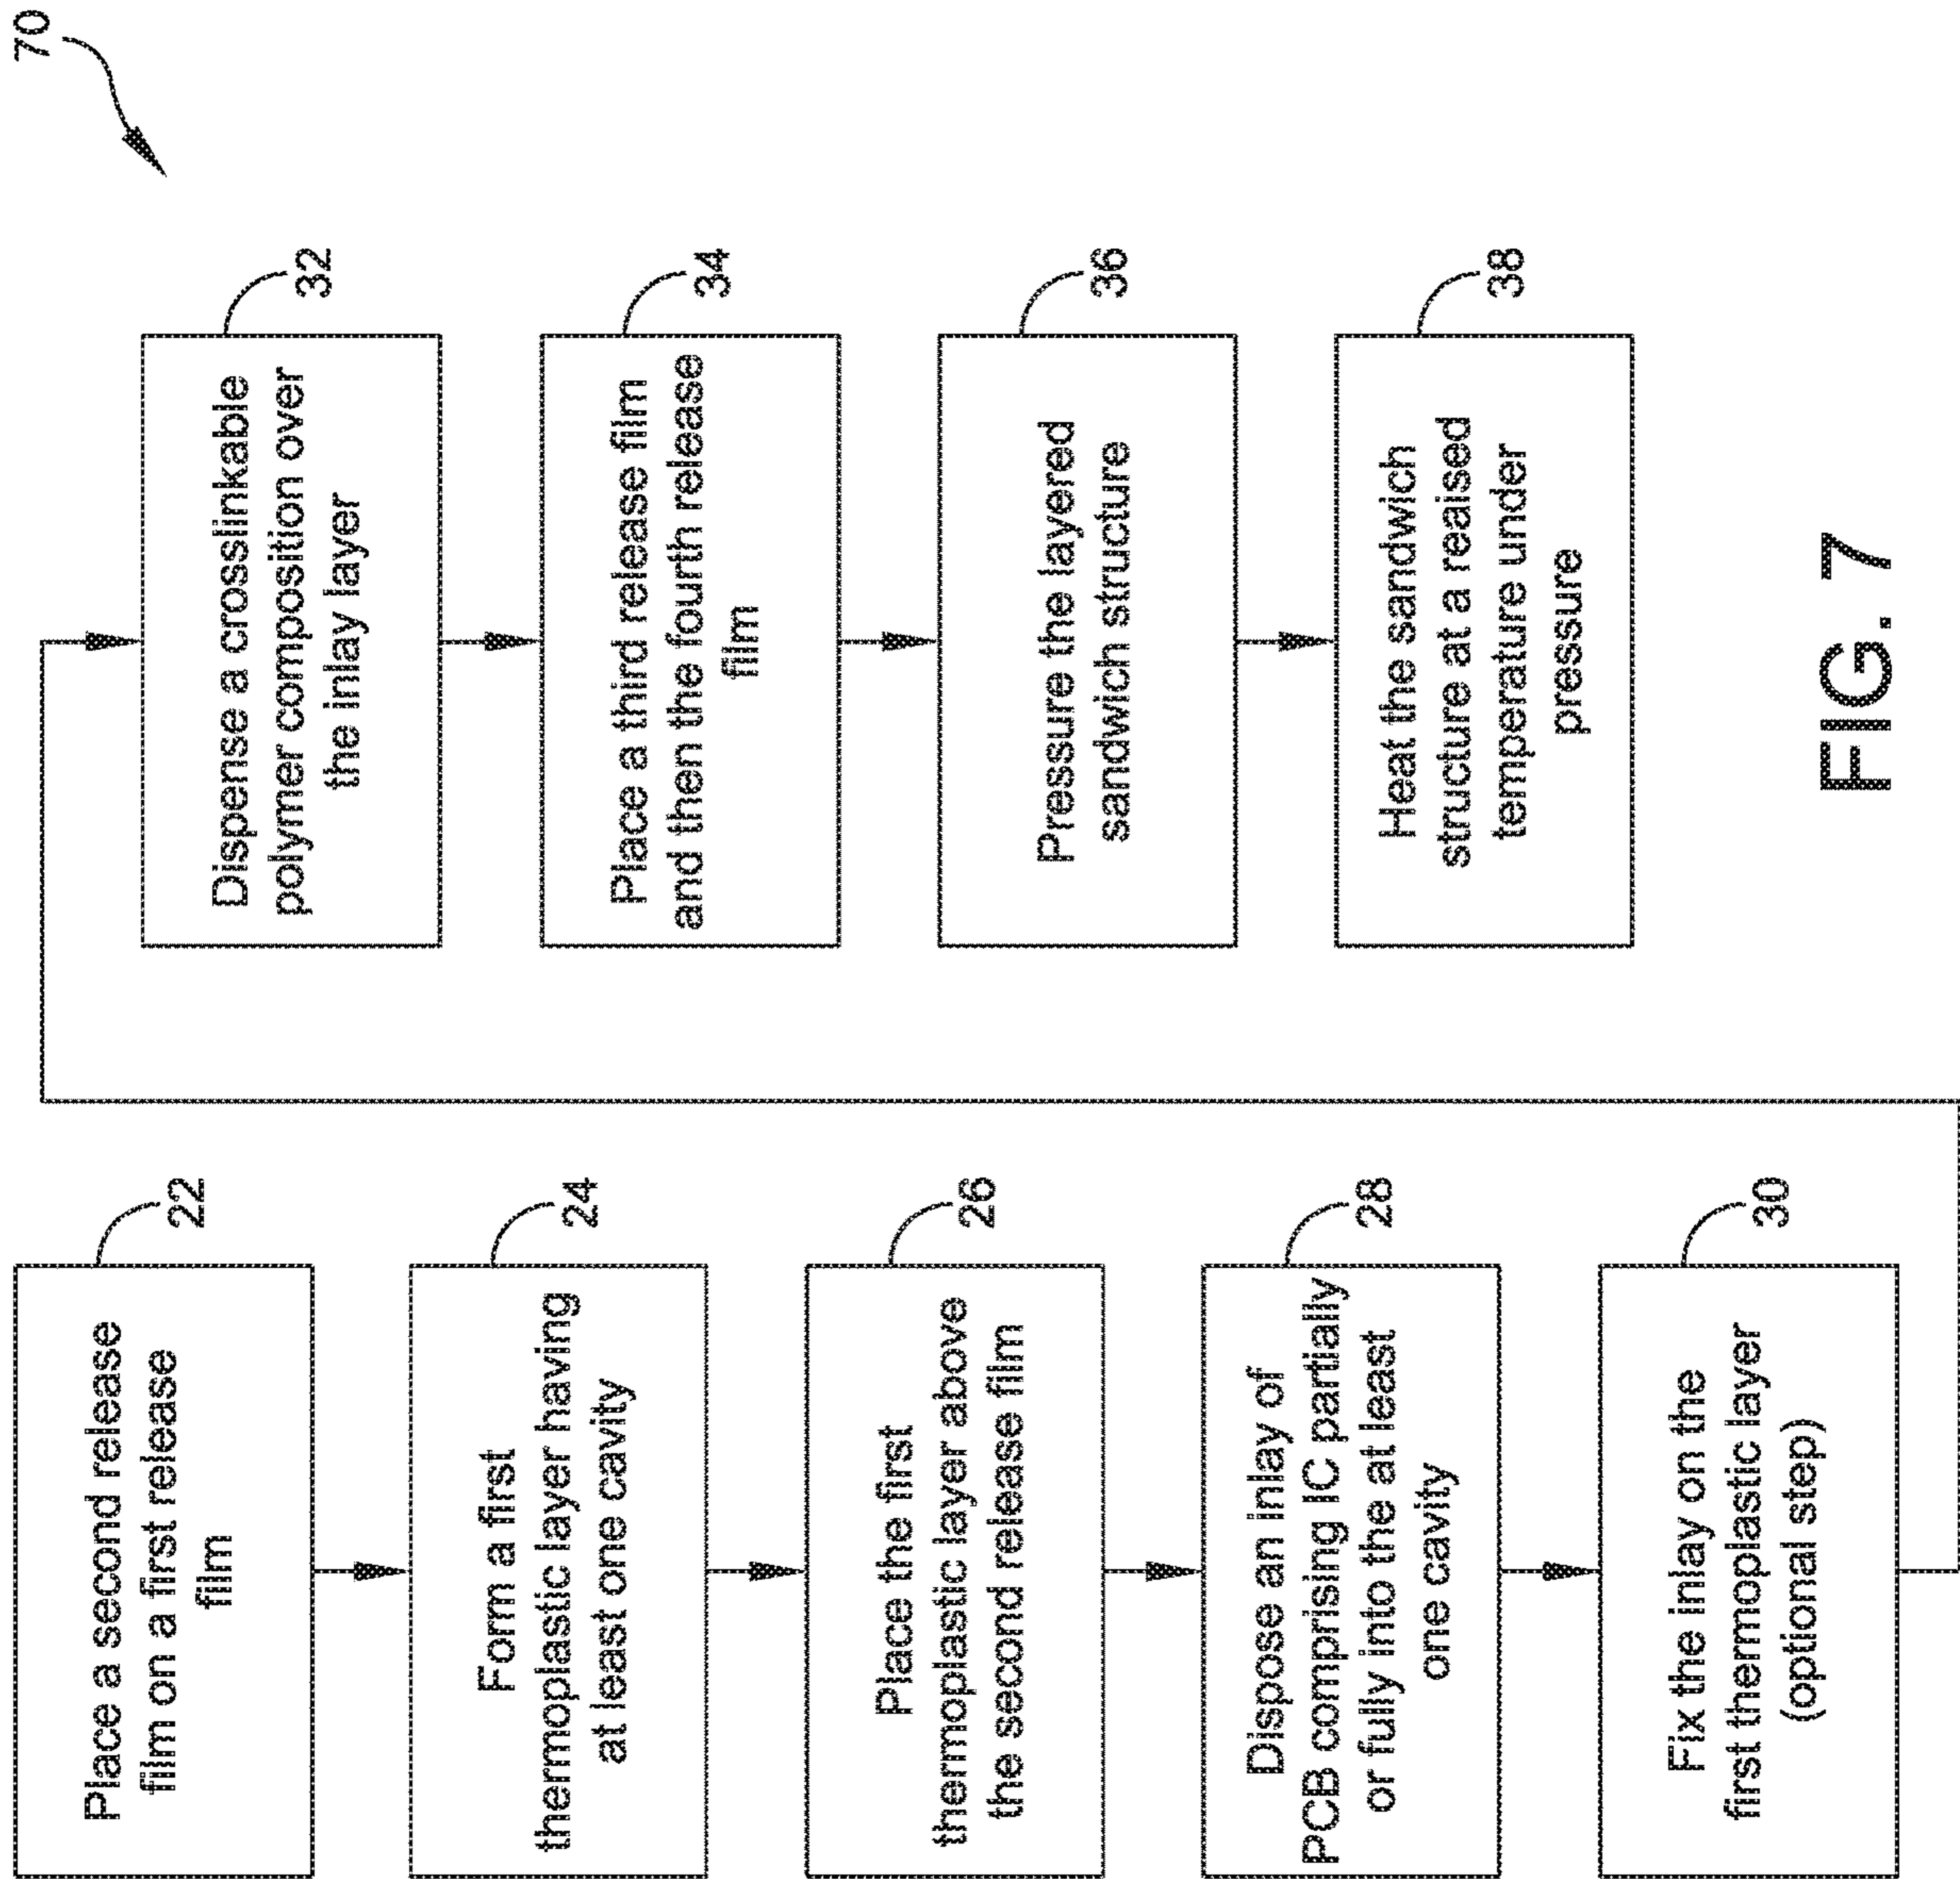 70
22
Place a second release
film on a first release
film
24
Form a first
thermoplastic layer having
at least one cavity
26
Place the first
thermoplastic layer above
the second release film
28
Dispose an inlay of
PCB comprising IC partially
or fully into the at least
one cavity
30
Fix the inlay on the
first thermoplastic layer
(optional step)
32
Dispense a crosslinkable
polymer composition over
the inlay layer
34
Place a third release film
and then the fourth release
film
36
Pressure the layered
sandwich structure
38
Heat the sandwich
structure at a reaised
temperature under
pressure
FIG. 7